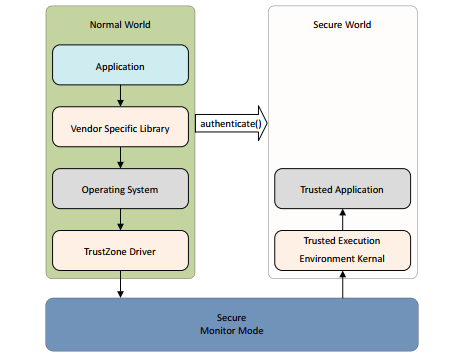 Normal World
Application
Vendor Specific Library
Operating System
TrustZone Driver
authenticate()
Secure World
Trusted Application
Trusted Execution
Environment Kernal
Secure
Monitor Mode